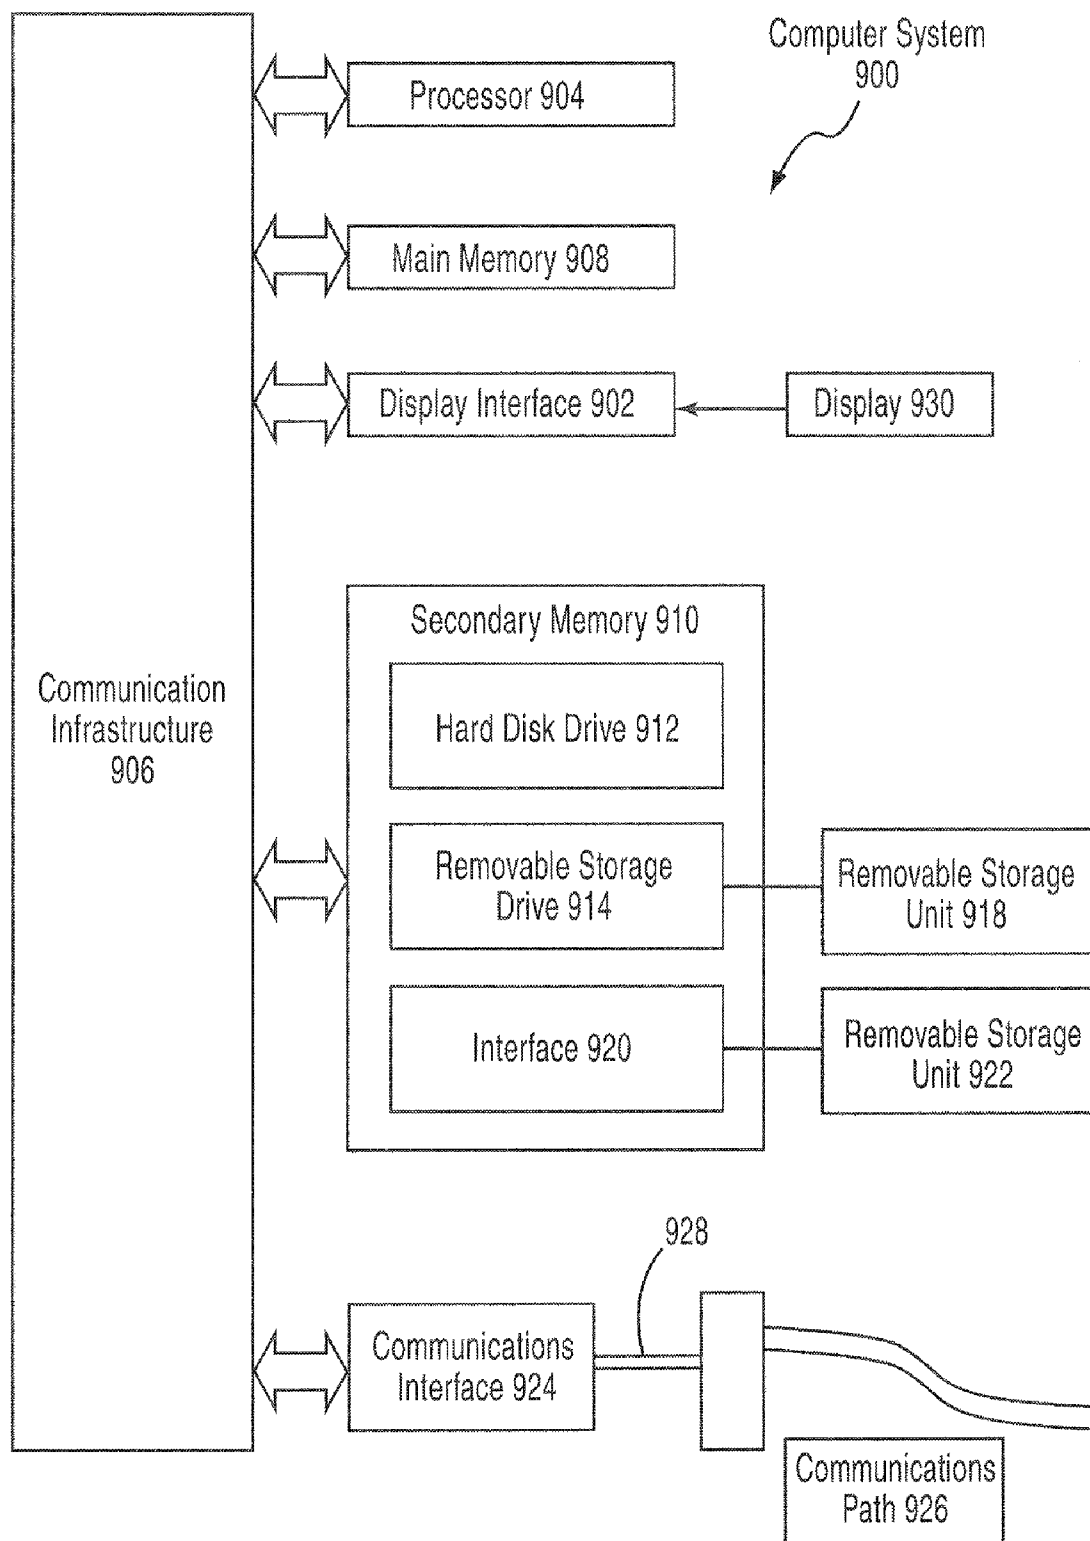 Computer System
900
Processor 904
Main Memory 908
Display Interface 902
Display 930
Communication
Infrastructure
906
Secondary Memory 910
Hard Disk Drive 912
Removable Storage
Drive 914
Removable Storage
Unit 918
Interface 920
Removable Storage
Unit 922
928
Communications
Interface 924
Communications
Path 926